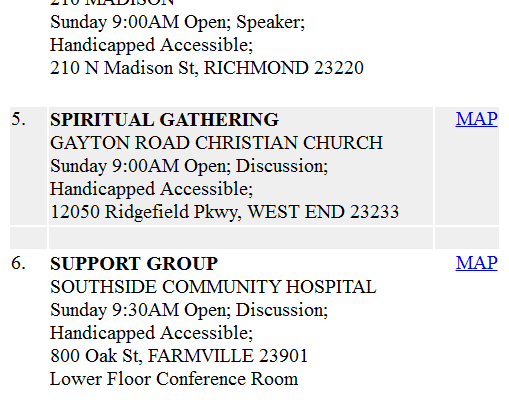 210 MADISON
Sunday 9:00AM Open; Speaker;
Handicapped Accessible;
210 N Madison St, RICHMOND 23220
5. SPIRITUAL GATHERING MAP
GAYTON ROAD CHRISTIAN CHURCH
Sunday 9:00AM Open; Discussion;
Handicapped Accessible;
12050 Ridgefield Pkwy, WEST END 23233
6. SUPPORT GROUP MAP
SOUTHSIDE COMMUNITY HOSPITAL
Sunday 9:30AM Open; Discussion;
Handicapped Accessible;
800 Oak St, FARMVILLE 23901
Lower Floor Conference Room